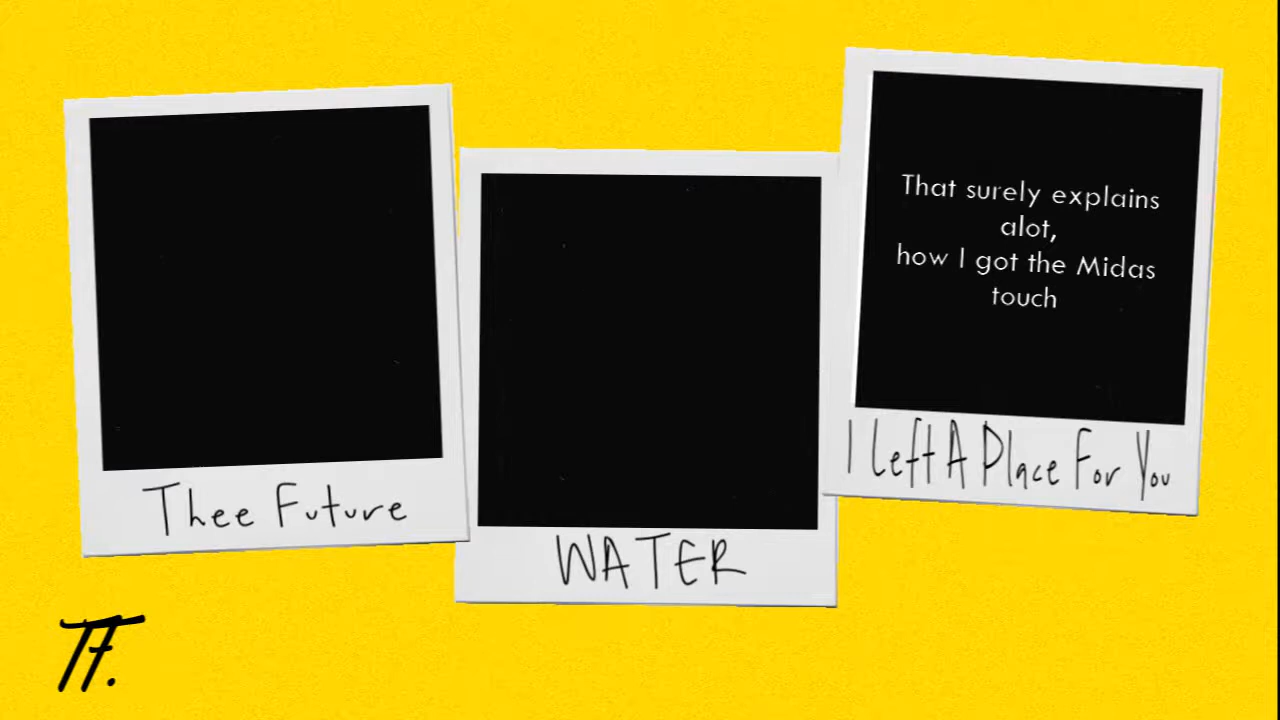 That surely explains
alot,
how I got the Midas
touch
I Left A Place For You
Thee Future
WATER
TF.